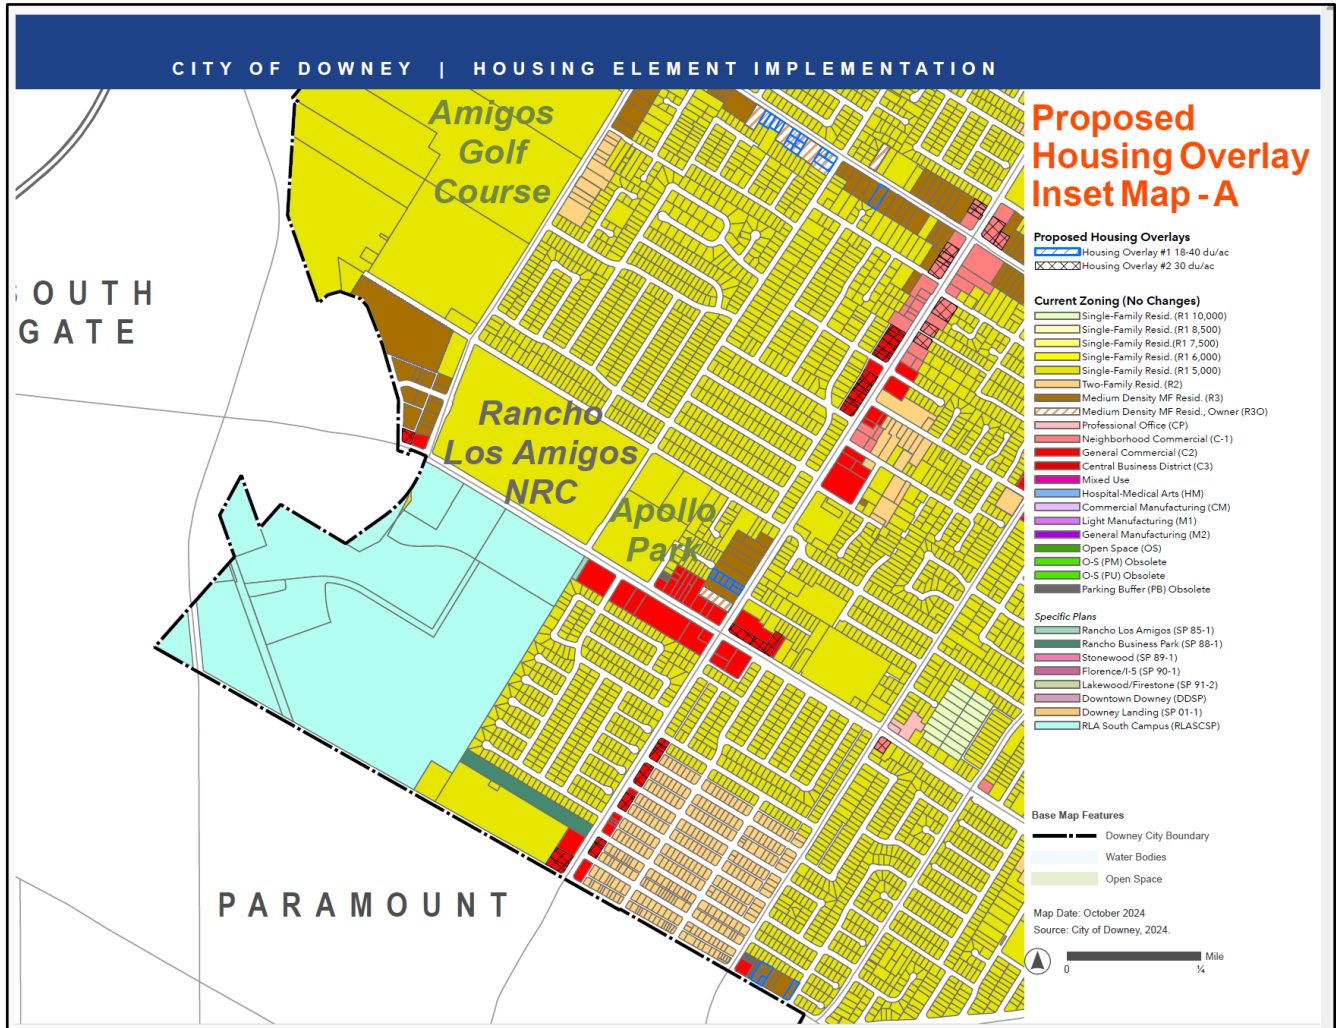 CITY OF DOWNEY | HOUSING ELEMENT IMPLEMENTATION
Amigos
Golf
Course
OUTH
GATE
Rancho
Los Amigos
NRC
Apollo
Park
PARAMOUNT
Proposed
Housing Overlay
Inset Map - A
Proposed Housing Overlays
Housing Overlay #1 18-40 du/ac
Housing Overlay #2 30 du/ac
Current Zoning (No Changes)
Single-Family Resid. (R1 10,000)
Single-Family Resid. (R1 8,500)
Single-Family Resid.(R1 7,500)
Single-Family Resid. (R1 6,000)
Single-Family Resid. (R1 5,000)
Two-Family Resid. (R2)
Medium Density MF Resid. (R3)
Medium Density MF Resid., Owner (R3O)
Professional Office (CP)
Neighborhood Commercial (C-1)
General Commercial (C2)
Central Business District (C3)
Mixed Use
Hospital-Medical Arts (HM)
Commercial Manufacturing (CM)
Light Manufacturing (M1)
General Manufacturing (M2)
Open Space (OS)
O-S (PM) Obsolete
O-S (PU) Obsolete
Parking Buffer (PB) Obsolete
Specific Plans
Rancho Los Amigos (SP 85-1)
Rancho Business Park (SP 88-1)
Stonewood (SP 89-1)
Florence/I-5 (SP 90-1)
Lakewood/Firestone (SP 91-2)
Downtown Downey (DDSP)
Downey Landing (SP 01-1)
RLA South Campus (RLASCSP)
Base Map Features
Downey City Boundary
Water Bodies
Open Space
Map Date: October 2024
Source: City of Downey, 2024.
Mile
0 ¼